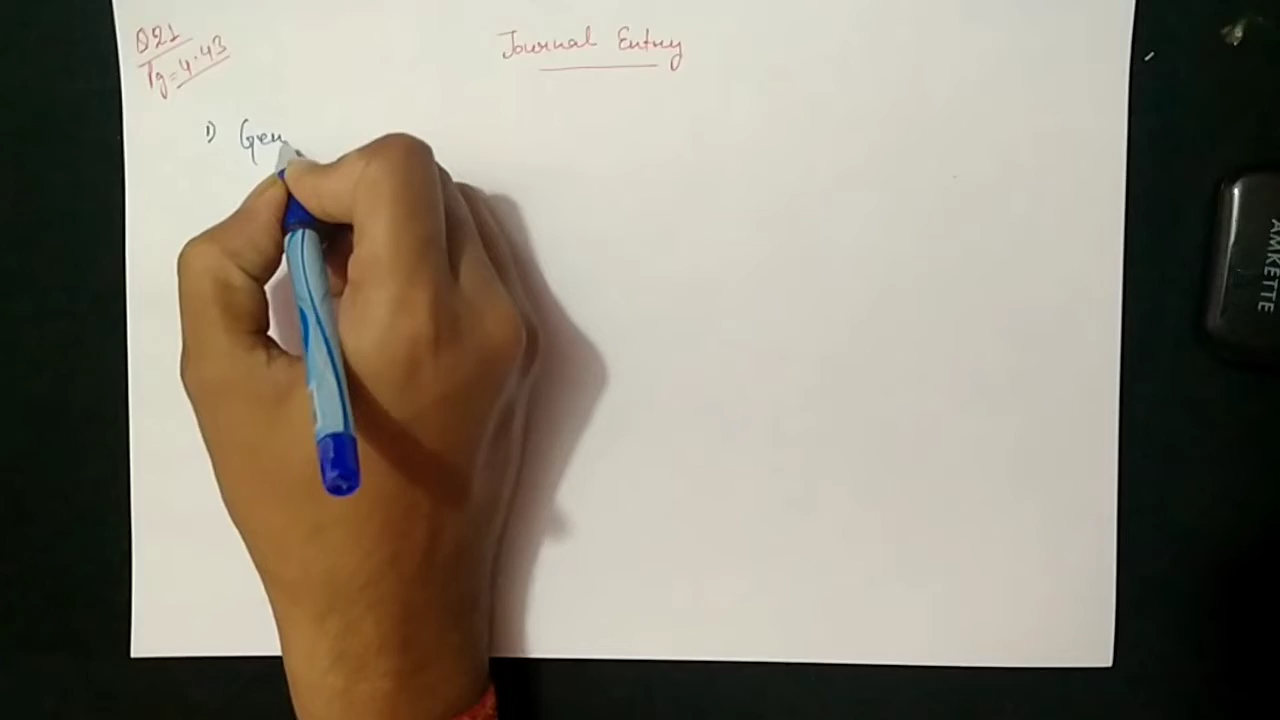 Q21
Pg = 4.43
Journal Entry
1) Gen
AMKETTE